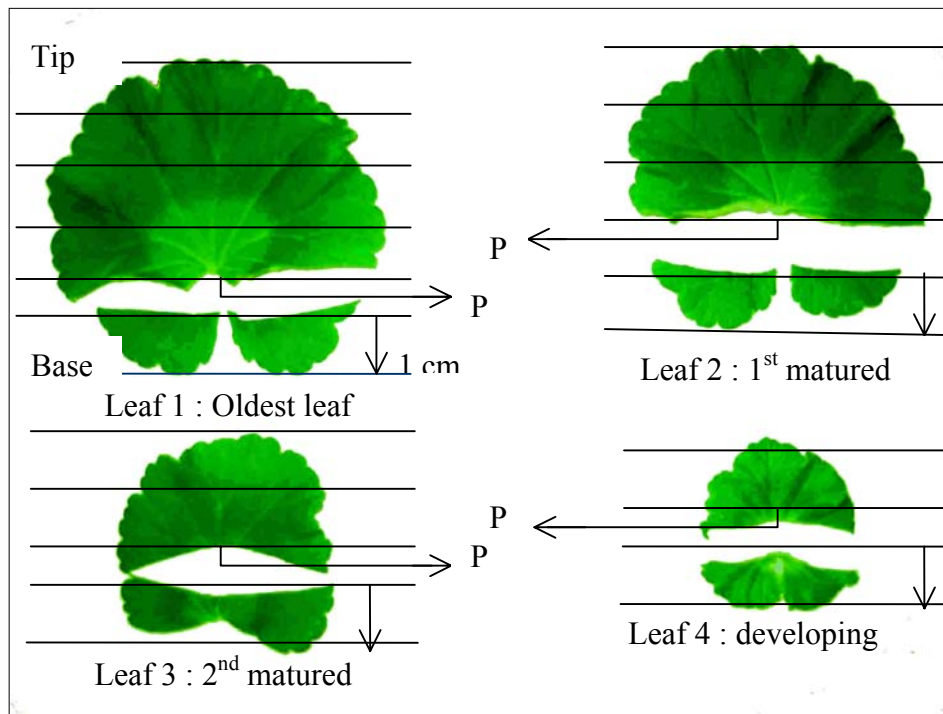 Tip
P
P
Base
1 cm
Leaf 1 : Oldest leaf
Leaf 2 : 1st matured
P
P
Leaf 3 : 2nd matured
Leaf 4 : developing